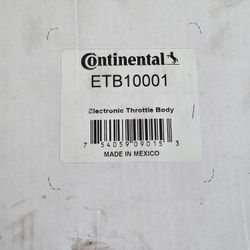 Continental
ETB10001
Electronic Throttle Body
7 54059 09015 3
MADE IN MEXICO